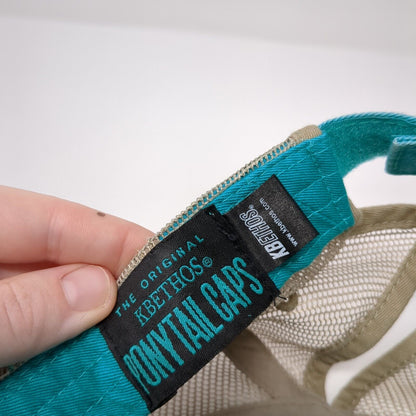 THE ORIGINAL
KBETHOS®
PONYTAIL CAPS
KBETHOS
www.kbethos.com